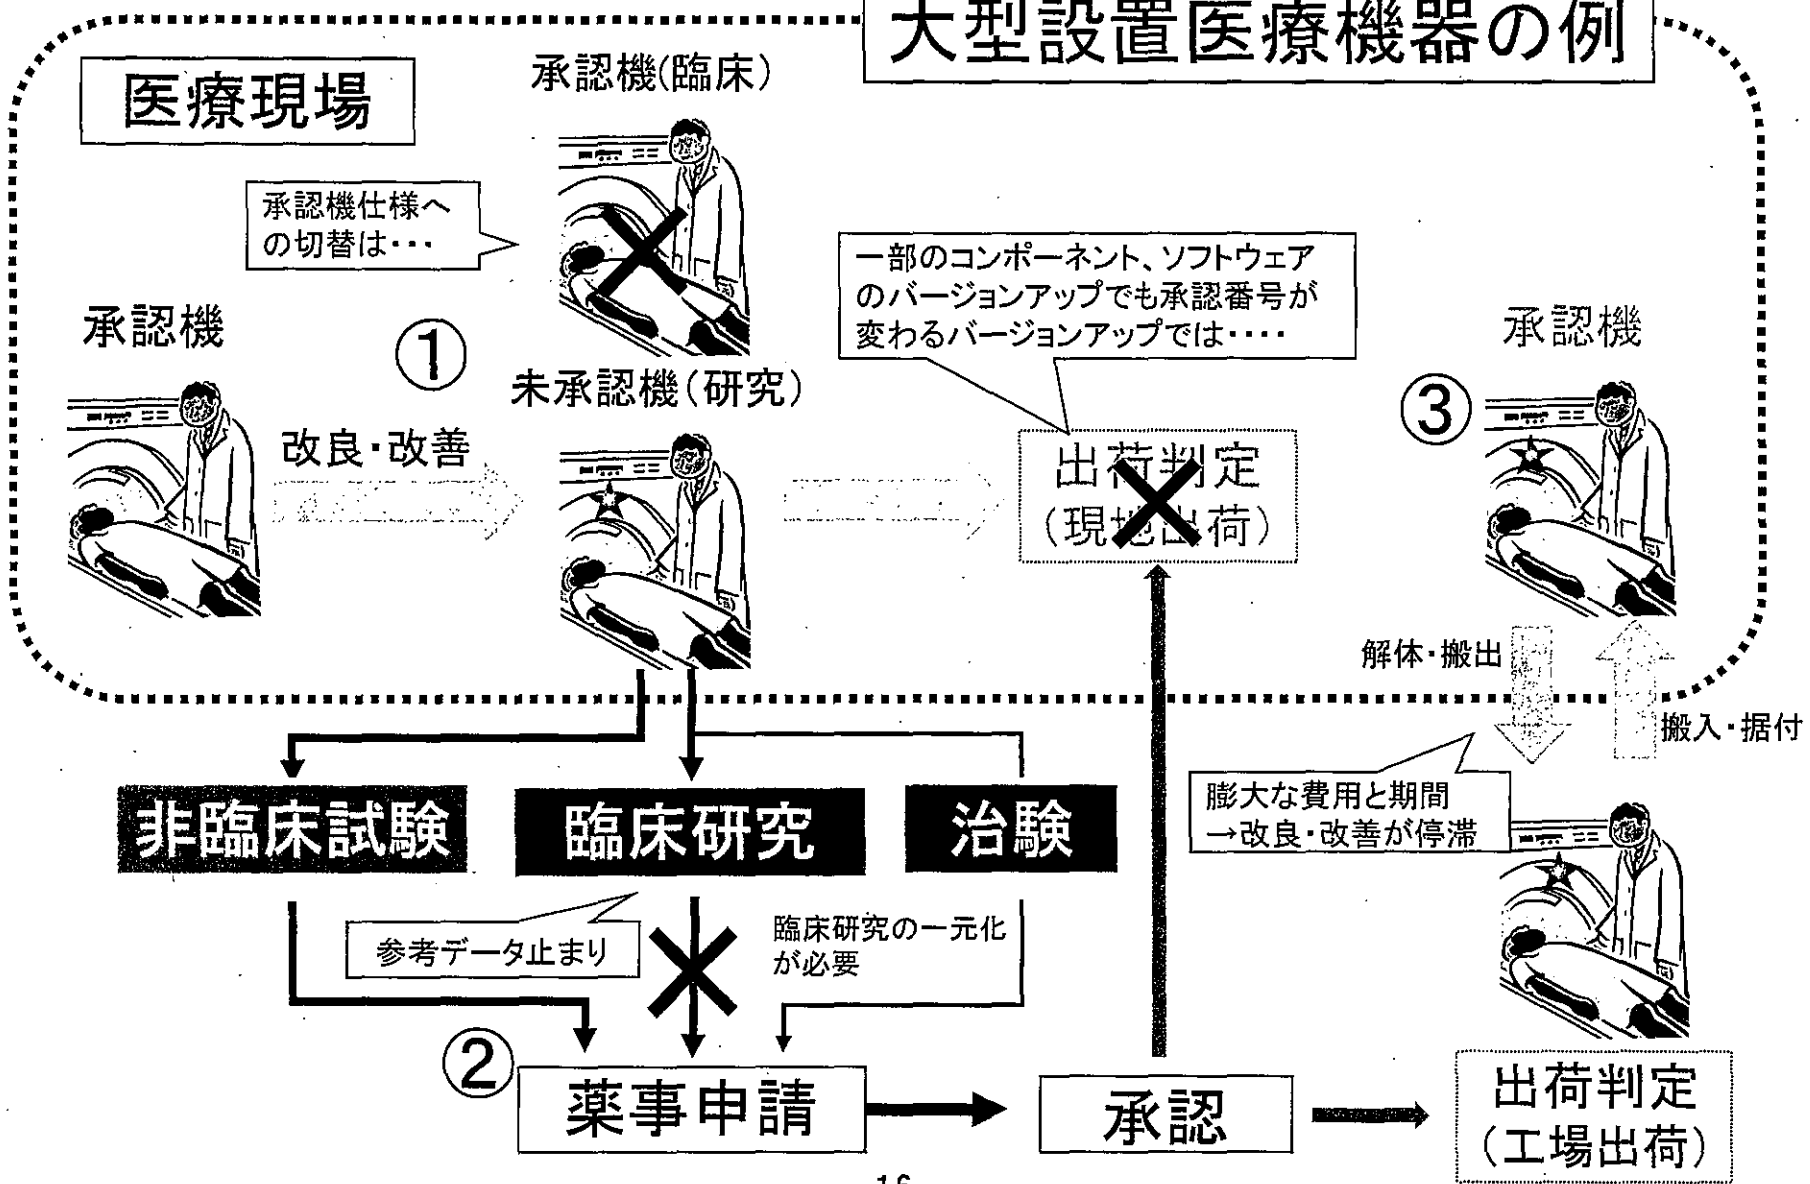 大型設置医療機器の例
医療現場
承認機(臨床)
承認機仕様へ
の切替は・・・
一部のコンポーネント、ソフトウェア
のバージョンアップでも承認番号が
変わるバージョンアップでは・・・・
承認機
①
未承認機(研究)
改良・改善
出荷判定
(現地出荷)
承認機
③
解体・搬出
搬入・据付
非臨床試験
臨床研究
治験
膨大な費用と期間
→改良・改善が停滞
参考データ止まり
臨床研究の一元化
が必要
②
薬事申請
承認
出荷判定
(工場出荷)
16